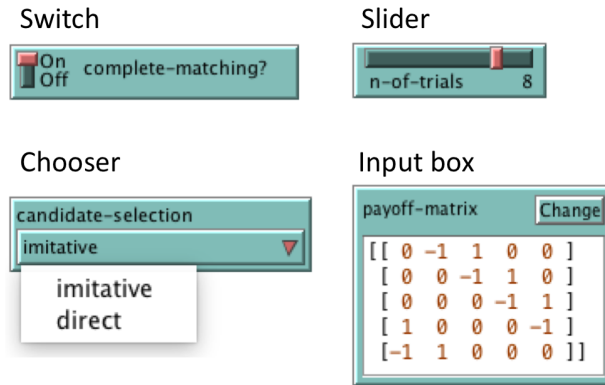 Switch
On
Off
complete-matching?
Slider
n-of-trials 8
Chooser
candidate-selection
imitative
imitative
direct
Input box
payoff-matrix Change
[[ 0 -1 1 0 0 ]
[ 0 0 -1 1 0 ]
[ 0 0 0 -1 1 ]
[ 1 0 0 0 -1 ]
[-1 1 0 0 0 ]]